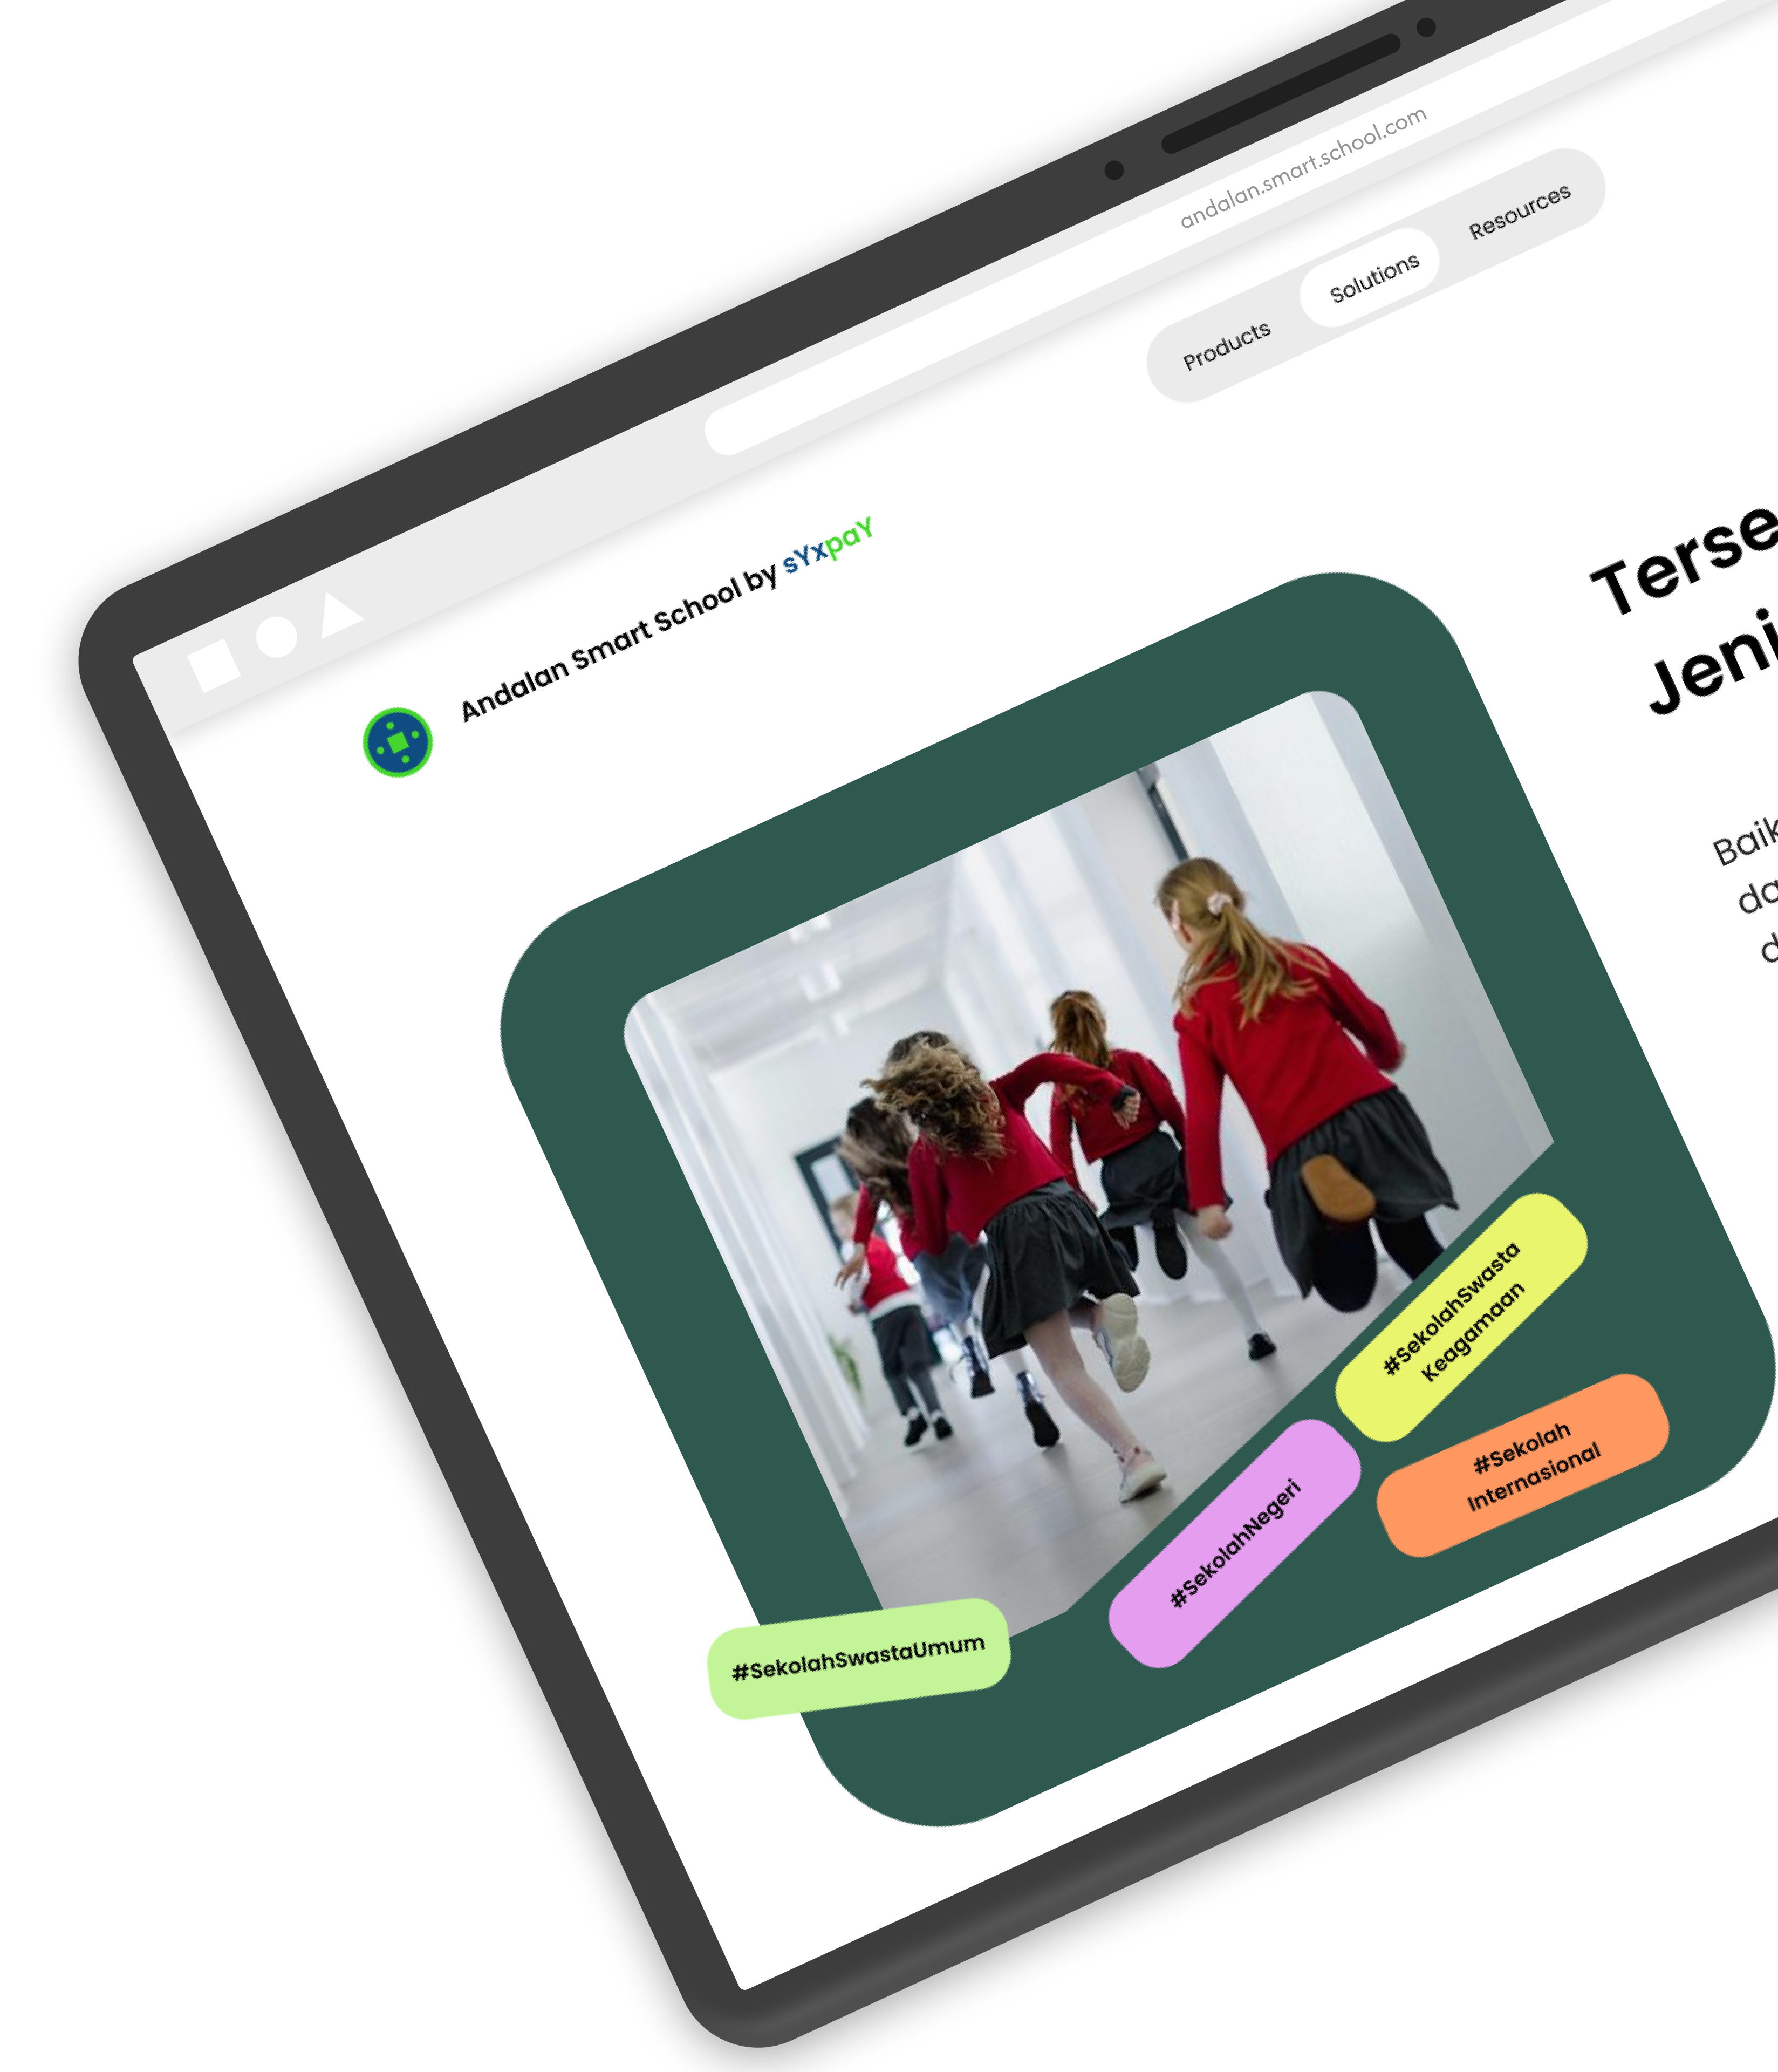 andalan.smart.school.com
Products
Solutions
Resources
Andalan Smart School by sYxpaY
Terse
Jeni
Baik
da
d
#SekolahSwasta
Keagamaan
#Sekolah
Internasional
#SekolahNegeri
#SekolahSwastaUmum